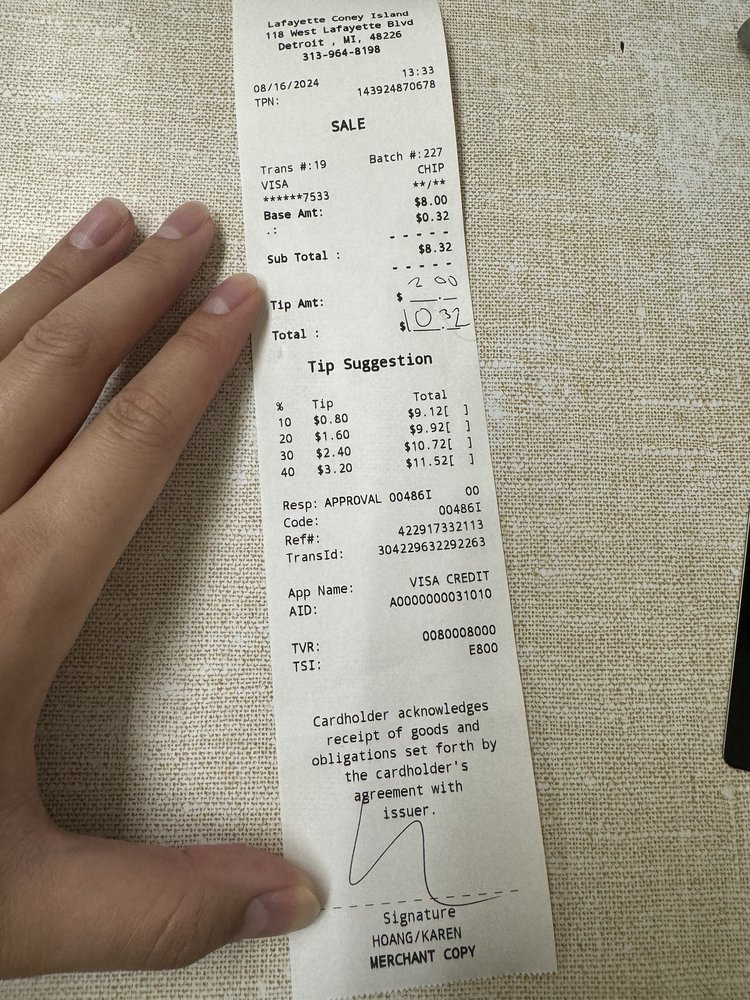 Lafayette Coney Island
118 West Lafayette Blvd
Detroit , MI, 48226
313-964-8198
08/16/2024 13:33
TPN: 143924870678
SALE
Trans #:19 Batch #:227
VISA CHIP
******7533 **/**
Base Amt: $8.00
.: $0.32
- - - - -
Sub Total : $8.32
- - - - -
Tip Amt: $ 2.00
Total : $10.32
Tip Suggestion
% Tip Total
10 $0.80 $9.12[ ]
20 $1.60 $9.92[ ]
30 $2.40 $10.72[ ]
40 $3.20 $11.52[ ]
Resp: APPROVAL 00486I 00
Code: 00486I
Ref#: 422917332113
TransId: 304229632292263
App Name: VISA CREDIT
AID: A0000000031010
TVR: 0080008000
TSI: E800
Cardholder acknowledges
receipt of goods and
obligations set forth by
the cardholder's
agreement with
issuer.
Signature
HOANG/KAREN
MERCHANT COPY